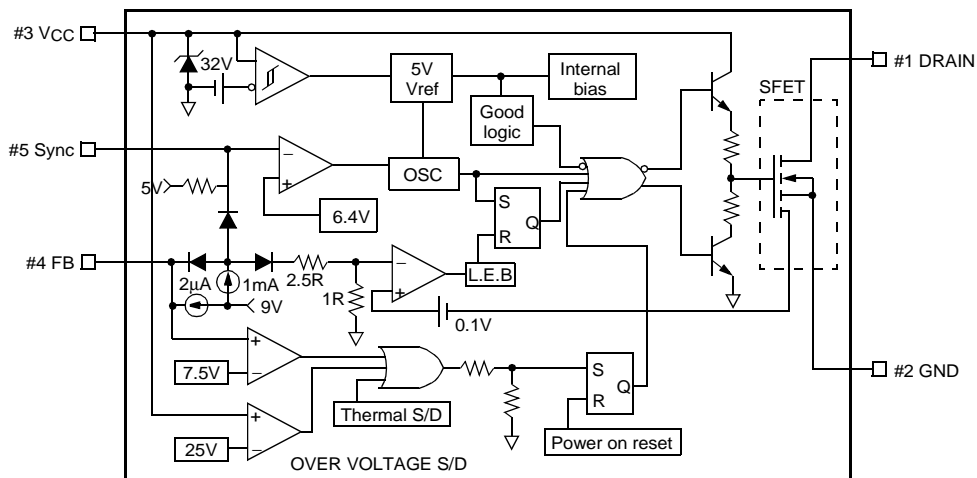 #3 VCC
32V
5V
Vref
Internal
bias
Good
logic
SFET
#1 DRAIN
#5 Sync
5V
−
+
6.4V
OSC
S
R
Q
#4 FB
2μA
1mA
9V
2.5R
1R
−
+
L.E.B
0.1V
+
−
7.5V
+
−
25V
Thermal S/D
S
R
Q
Power on reset
#2 GND
OVER VOLTAGE S/D